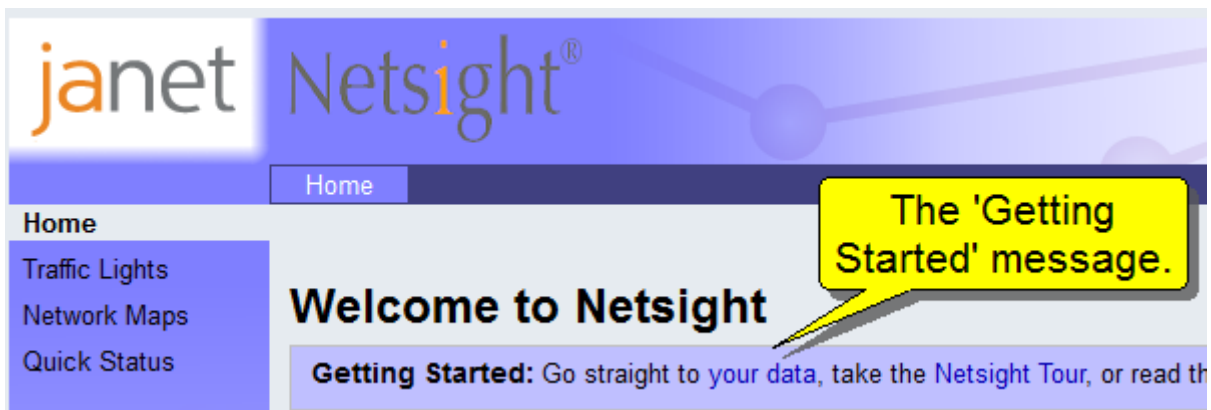 janet Netsight®
Home
The 'Getting
Started' message.
Home
Traffic Lights
Network Maps
Quick Status
Welcome to Netsight
Getting Started: Go straight to your data, take the Netsight Tour, or read th